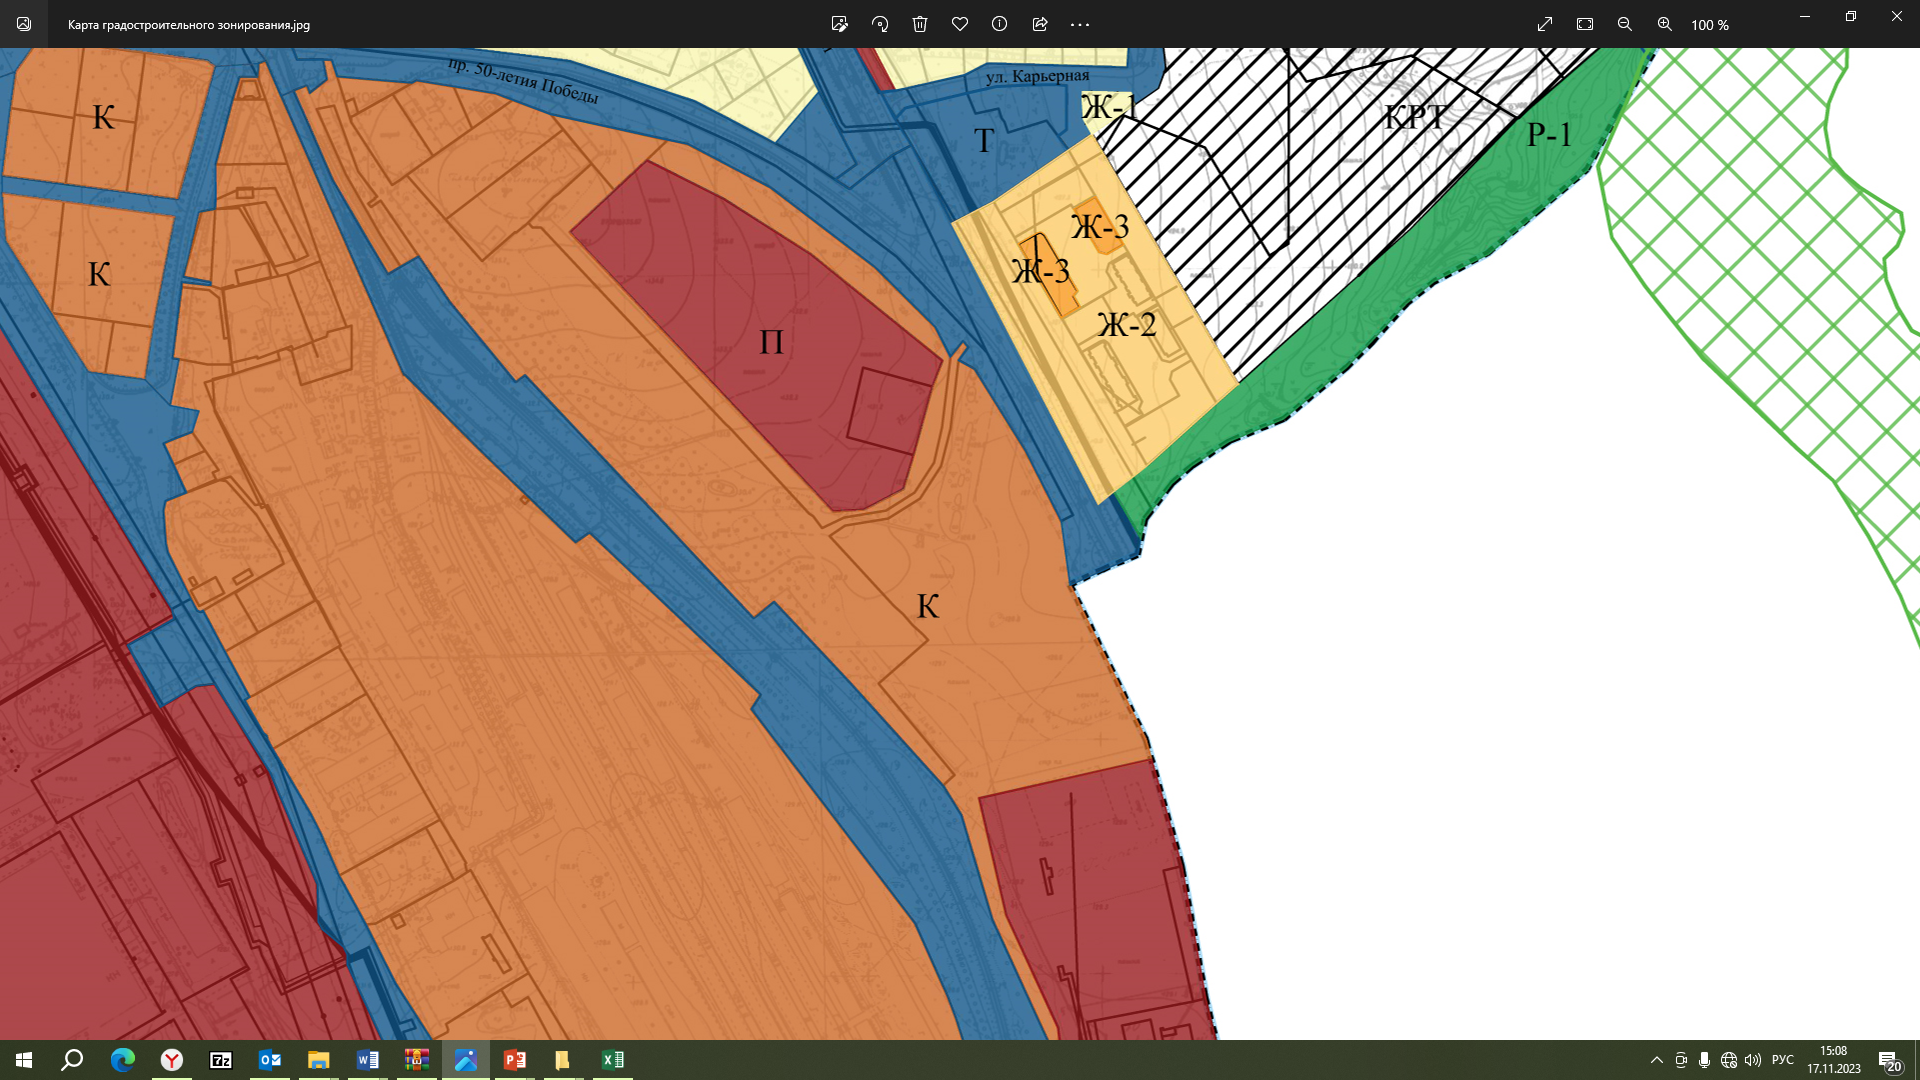 Карта градостроительного зонирования.jpg
100 %
пр. 50-летия Победы
ул. Карьерная
К
Ж-1
КРТ
Р-1
Т
Ж-3
К
Ж-3
Ж-2
П
К
7z
РУС
15:08
17.11.2023
20